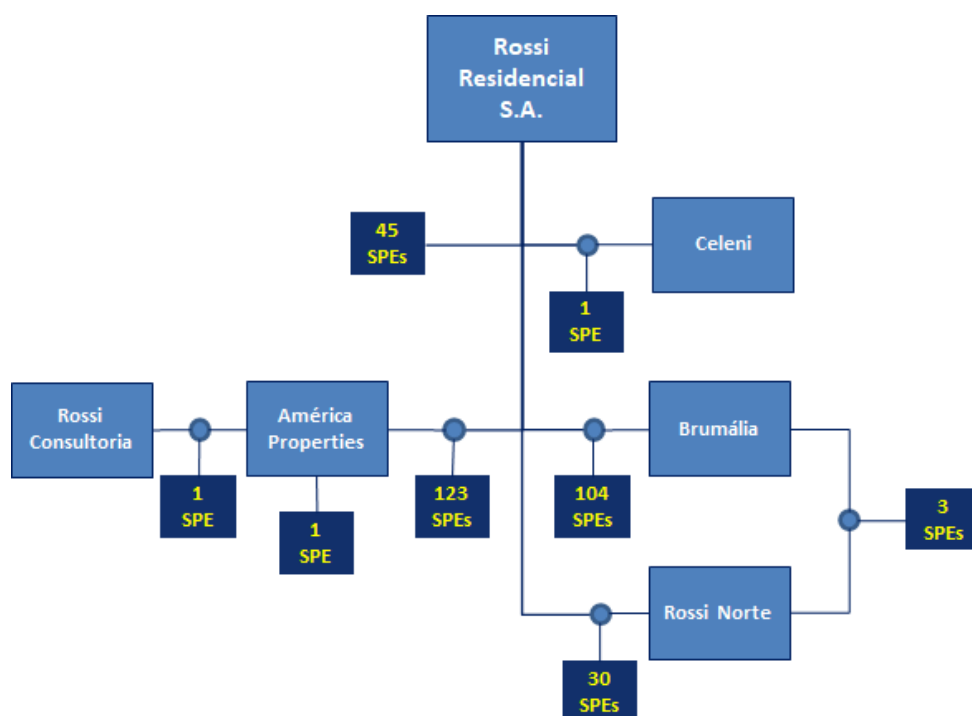 Rossi
Residencial
S.A.
45
SPEs
Celeni
1
SPE
Rossi
Consultoria
América
Properties
Brumália
1
SPE
1
SPE
123
SPEs
104
SPEs
3
SPEs
Rossi Norte
30
SPEs